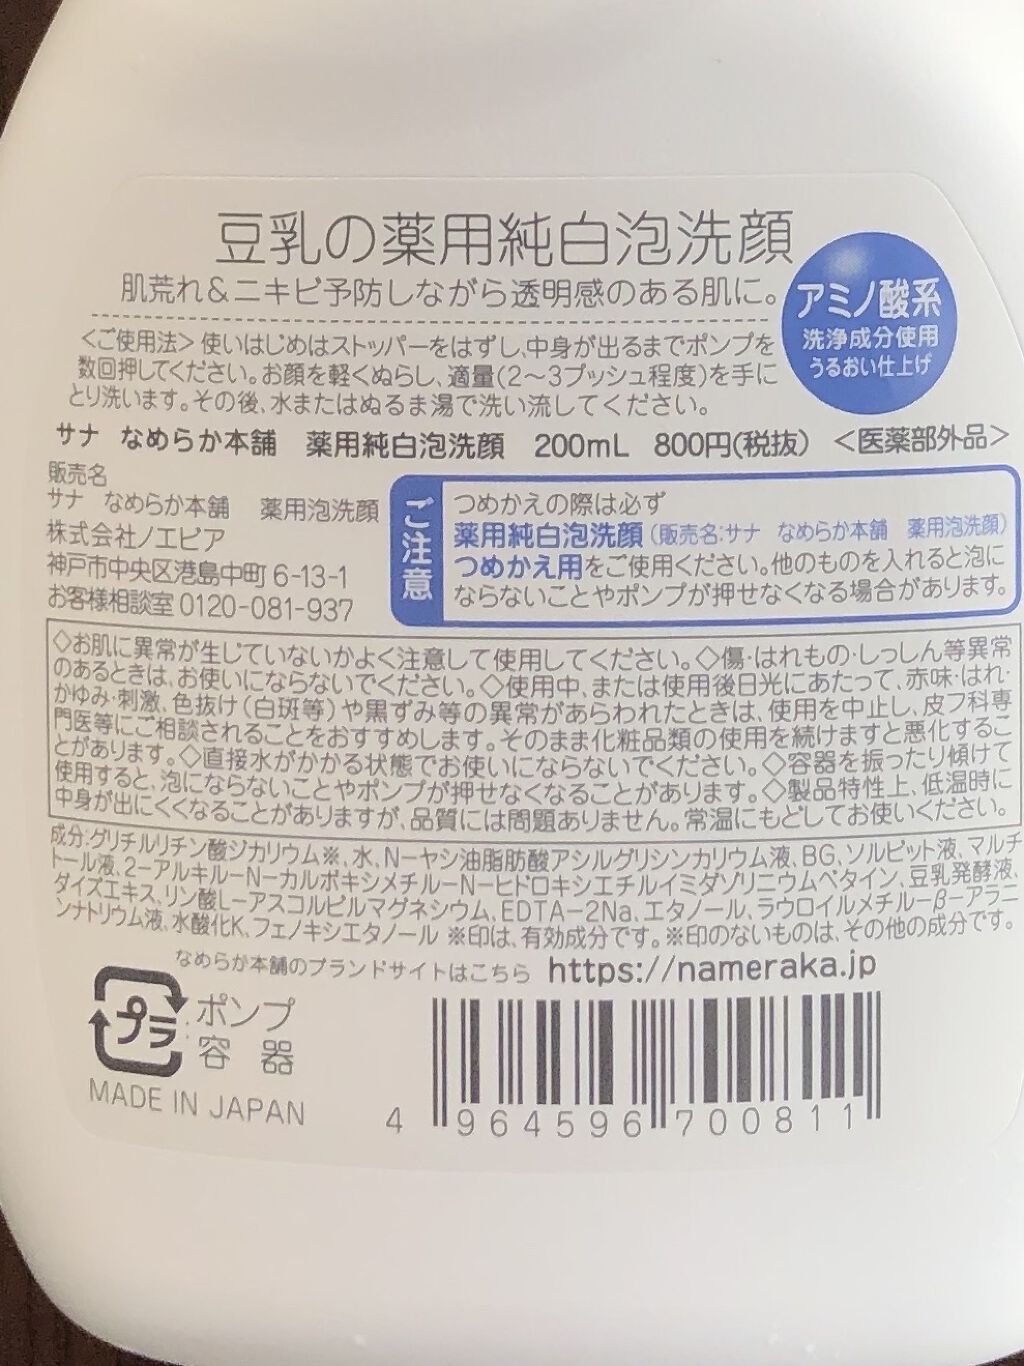 豆乳の薬用純白泡洗顔
肌荒れ&ニキビ予防しながら透明感のある肌に。
アミノ酸系
洗浄成分使用
うるおい仕上げ
<ご使用法>使いはじめはストッパーをはずし、中身が出るまでポンプを
数回押してください。お顔を軽くぬらし、適量(2〜3プッシュ程度)を手に
とり洗います。その後、水またはぬるま湯で洗い流してください。
サナ なめらか本舗 薬用純白泡洗顔 200mL 800円(税抜) <医薬部外品>
販売名
サナ なめらか本舗 薬用泡洗顔
株式会社ノエビア
神戸市中央区港島中町 6-13-1
お客様相談室 0120-081-937
ご注意
つめかえの際は必ず
薬用純白泡洗顔(販売名:サナ なめらか本舗 薬用泡洗顔)
つめかえ用をご使用ください。他のものを入れると泡に
ならないことやポンプが押せなくなる場合があります。
◇お肌に異常が生じていないかよく注意して使用してください。◇傷・はれもの・しっしん等異常
のあるときは、お使いにならないでください。◇使用中、または使用後日光にあたって、赤味・はれ・
かゆみ・刺激、色抜け(白斑等)や黒ずみ等の異常があらわれたときは、使用を中止し、皮フ科専
門医等にご相談されることをおすすめします。そのまま化粧品類の使用を続けますと悪化するこ
とがあります。◇直接水がかかる状態でお使いにならないでください。◇容器を振ったり傾けて
使用すると、泡にならないことやポンプが押せなくなることがあります。◇製品特性上、低温時に
中身が出にくくなることがありますが、品質には問題ありません。常温にもどしてお使いください。
成分:グリチルリチン酸ジカリウム※、水、N-ヤシ油脂肪酸アシルグリシンカリウム液、BG、ソルビット液、マルチ
トール液、2-アルキル-N-カルボキシメチル-N-ヒドロキシエチルイミダゾリニウムベタイン、豆乳発酵液、
ダイズエキス、リン酸L-アスコルビルマグネシウム、EDTA-2Na、エタノール、ラウロイルメチル-β-アラニ
ンナトリウム液、水酸化K、フェノキシエタノール ※印は、有効成分です。※印のないものは、その他の成分です。
なめらか本舗のブランドサイトはこちら https://nameraka.jp
プラ
ポンプ
容器
MADE IN JAPAN
4 964596 700811